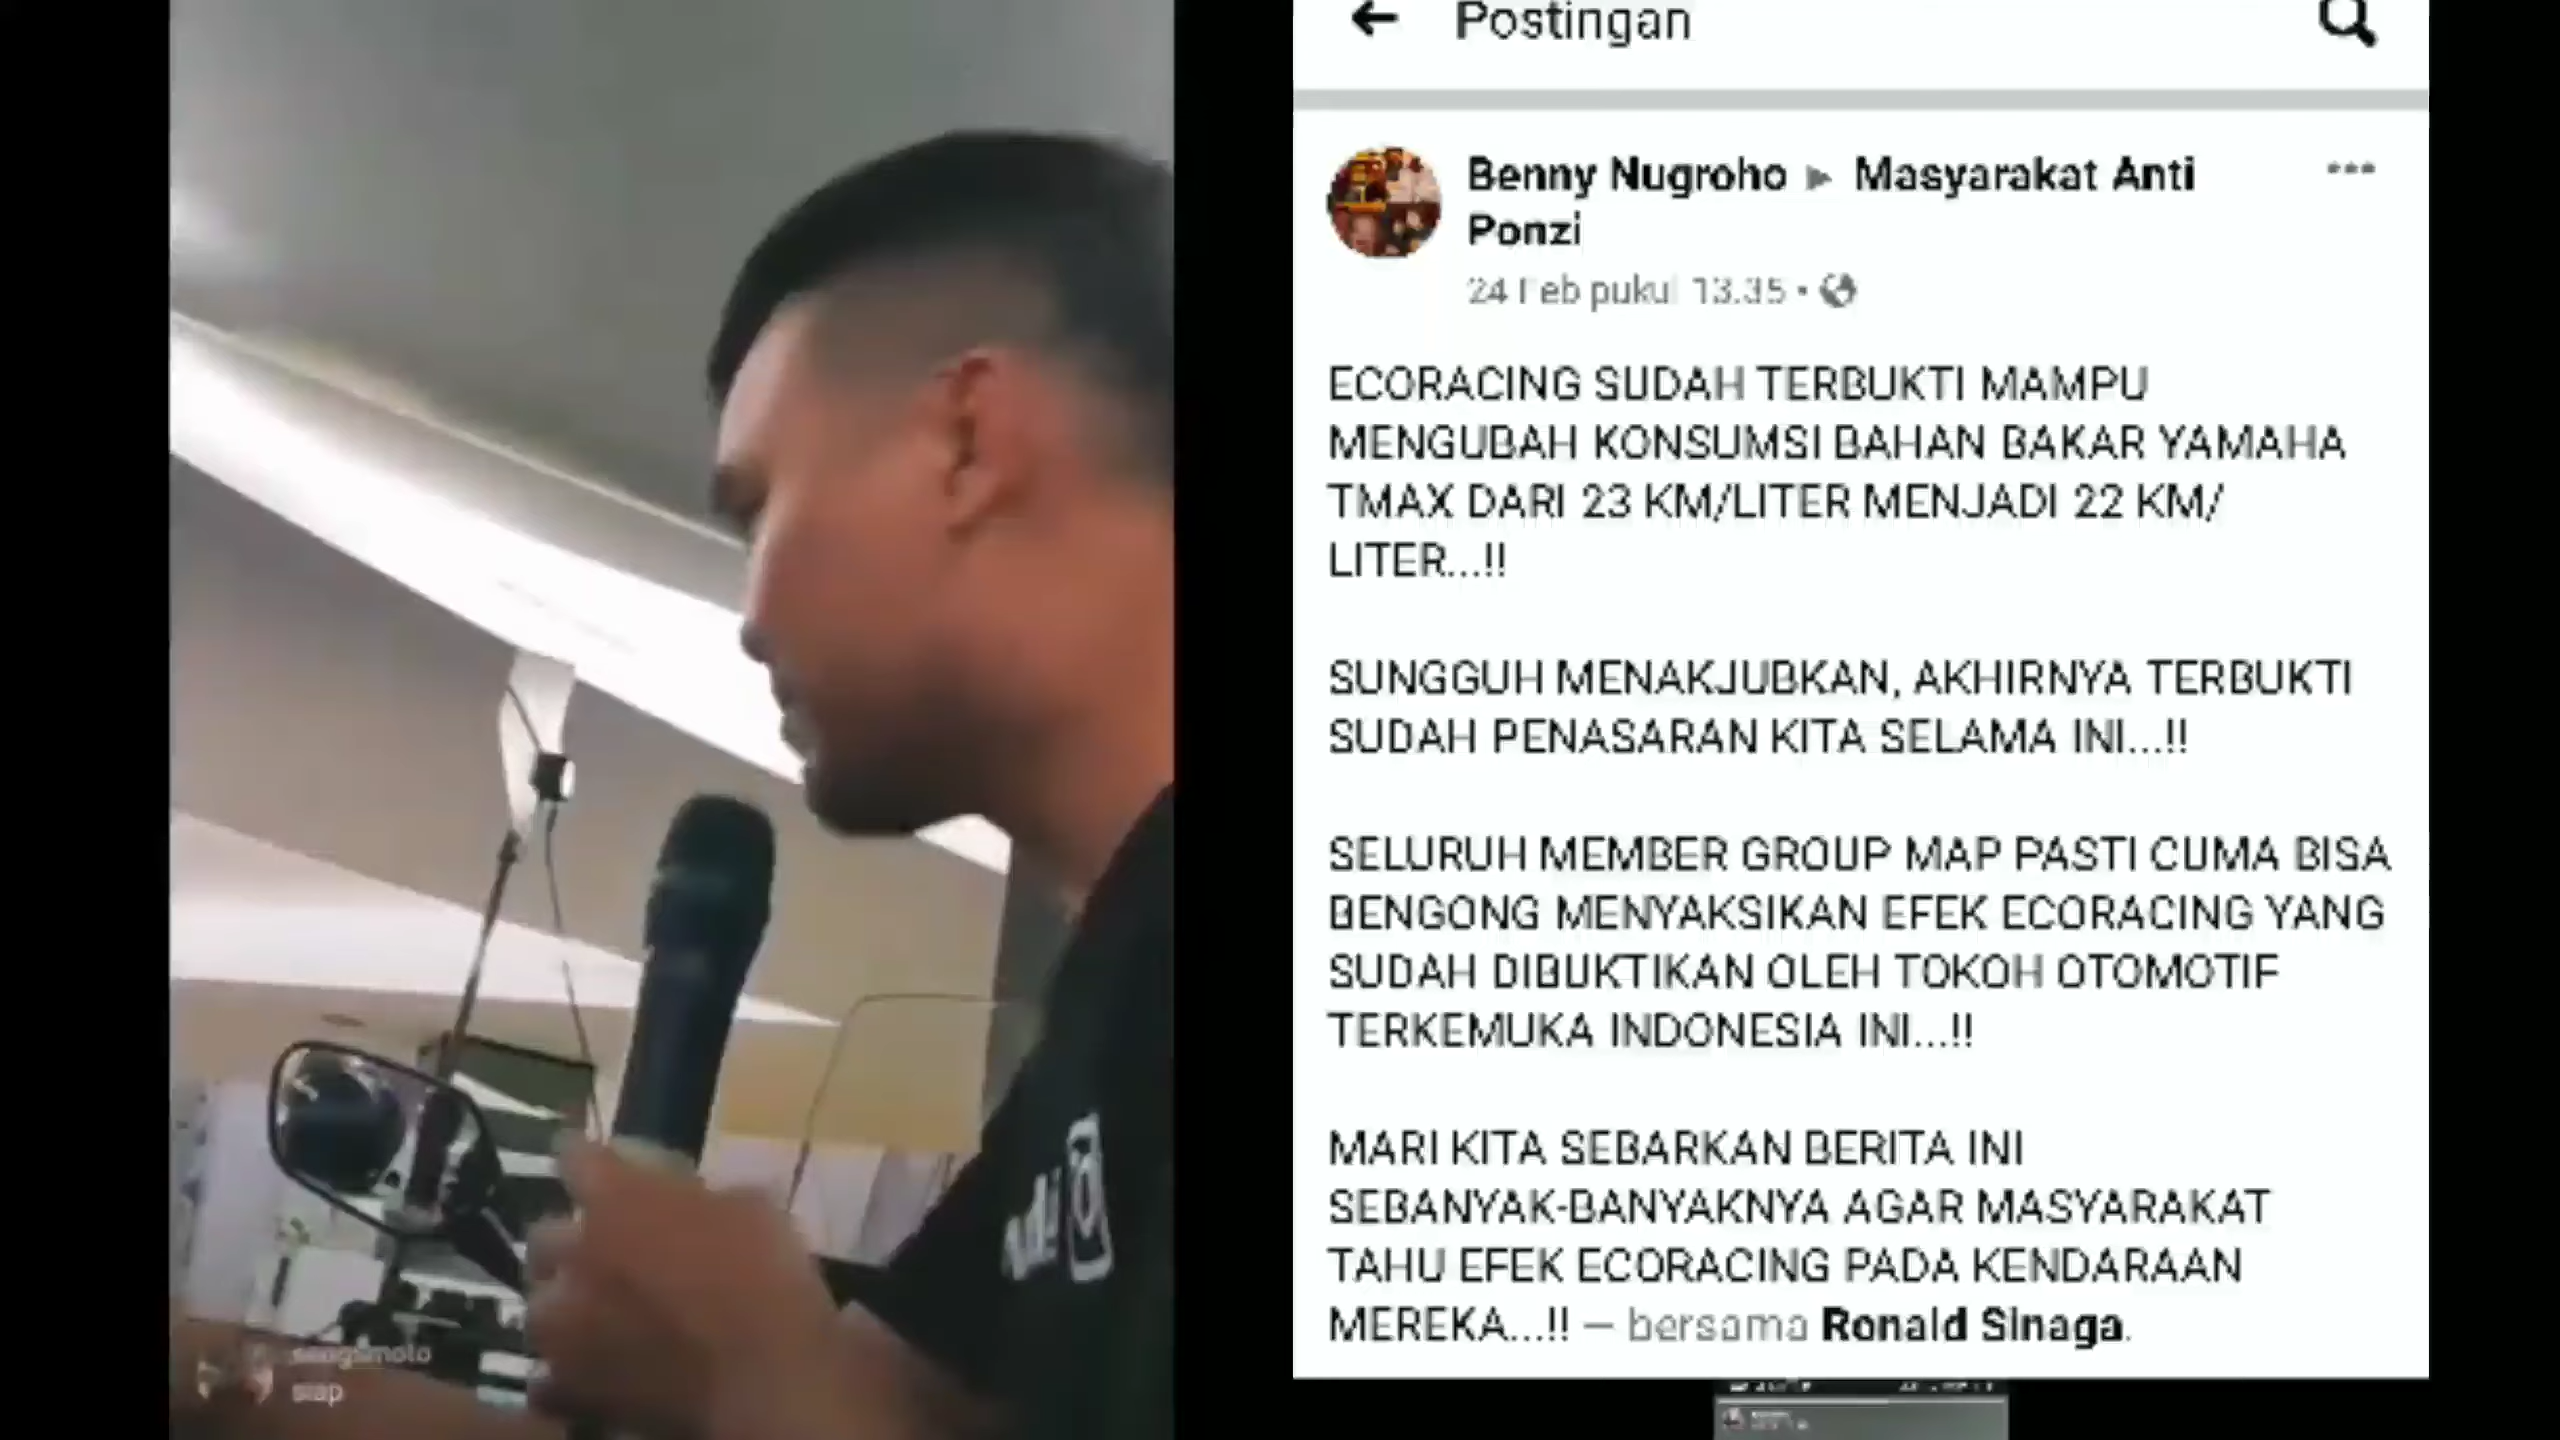 Postingan
Benny Nugroho ▸ Masyarakat Anti
Ponzi
24 Feb pukul 13.35
ECORACING SUDAH TERBUKTI MAMPU
MENGUBAH KONSUMSI BAHAN BAKAR YAMAHA
TMAX DARI 23 KM/LITER MENJADI 22 KM/
LITER...!!
SUNGGUH MENAKJUBKAN, AKHIRNYA TERBUKTI
SUDAH PENASARAN KITA SELAMA INI...!!
SELURUH MEMBER GROUP MAP PASTI CUMA BISA
BENGONG MENYAKSIKAN EFEK ECORACING YANG
SUDAH DIBUKTIKAN OLEH TOKOH OTOMOTIF
TERKEMUKA INDONESIA INI...!!
MARI KITA SEBARKAN BERITA INI
SEBANYAK-BANYAKNYA AGAR MASYARAKAT
TAHU EFEK ECORACING PADA KENDARAAN
MEREKA...!! — bersama Ronald Sinaga.
siap